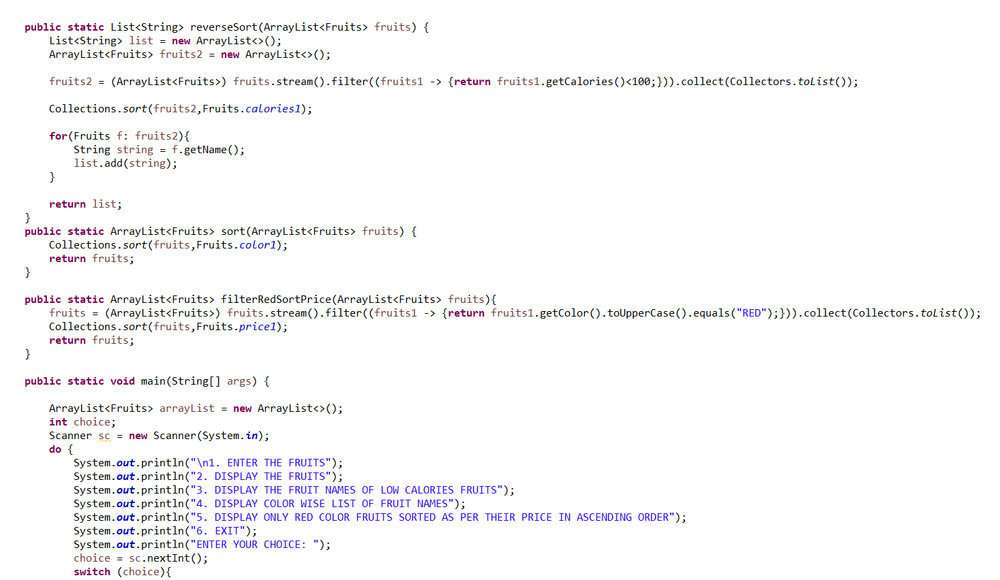 public static List<String> reverseSort(ArrayList<Fruits> fruits) {
    List<String> list = new ArrayList<>();
    ArrayList<Fruits> fruits2 = new ArrayList<>();

    fruits2 = (ArrayList<Fruits>) fruits.stream().filter((fruits1 -> {return fruits1.getCalories()<100;})).collect(Collectors.toList());

    Collections.sort(fruits2,Fruits.calories1);

    for(Fruits f: fruits2){
        String string = f.getName();
        list.add(string);
    }

    return list;
}
public static ArrayList<Fruits> sort(ArrayList<Fruits> fruits) {
    Collections.sort(fruits,Fruits.color1);
    return fruits;
}

public static ArrayList<Fruits> filterRedSortPrice(ArrayList<Fruits> fruits){
    fruits = (ArrayList<Fruits>) fruits.stream().filter((fruits1 -> {return fruits1.getColor().toUpperCase().equals("RED");})).collect(Collectors.toList());
    Collections.sort(fruits,Fruits.price1);
    return fruits;
}

public static void main(String[] args) {

    ArrayList<Fruits> arrayList = new ArrayList<>();
    int choice;
    Scanner sc = new Scanner(System.in);
    do {
        System.out.println("\n1. ENTER THE FRUITS");
        System.out.println("2. DISPLAY THE FRUITS");
        System.out.println("3. DISPLAY THE FRUIT NAMES OF LOW CALORIES FRUITS");
        System.out.println("4. DISPLAY COLOR WISE LIST OF FRUIT NAMES");
        System.out.println("5. DISPLAY ONLY RED COLOR FRUITS SORTED AS PER THEIR PRICE IN ASCENDING ORDER");
        System.out.println("6. EXIT");
        System.out.println("ENTER YOUR CHOICE: ");
        choice = sc.nextInt();
        switch (choice){